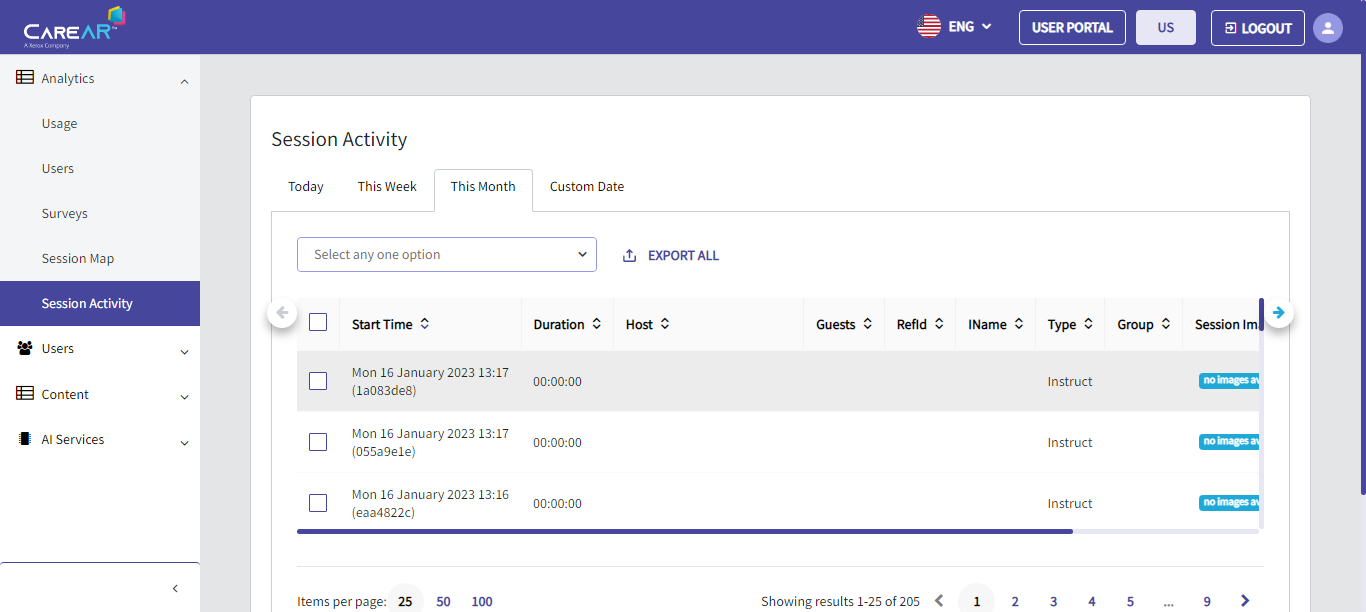 CAREAR™
A Xerox Company
ENG
USER PORTAL
US
LOGOUT
Analytics
Usage
Users
Surveys
Session Map
Session Activity
Users
Content
AI Services
Session Activity
Today This Week This Month Custom Date
Select any one option
EXPORT ALL
Start Time Duration Host Guests RefId IName Type Group Session Ima
Mon 16 January 2023 13:17
(1a083de8)
00:00:00 Instruct no images av
Mon 16 January 2023 13:17
(055a9e1e)
00:00:00 Instruct no images av
Mon 16 January 2023 13:16
(eaa4822c)
00:00:00 Instruct no images av
Items per page: 25 50 100
Showing results 1-25 of 205 1 2 3 4 5 ... 9